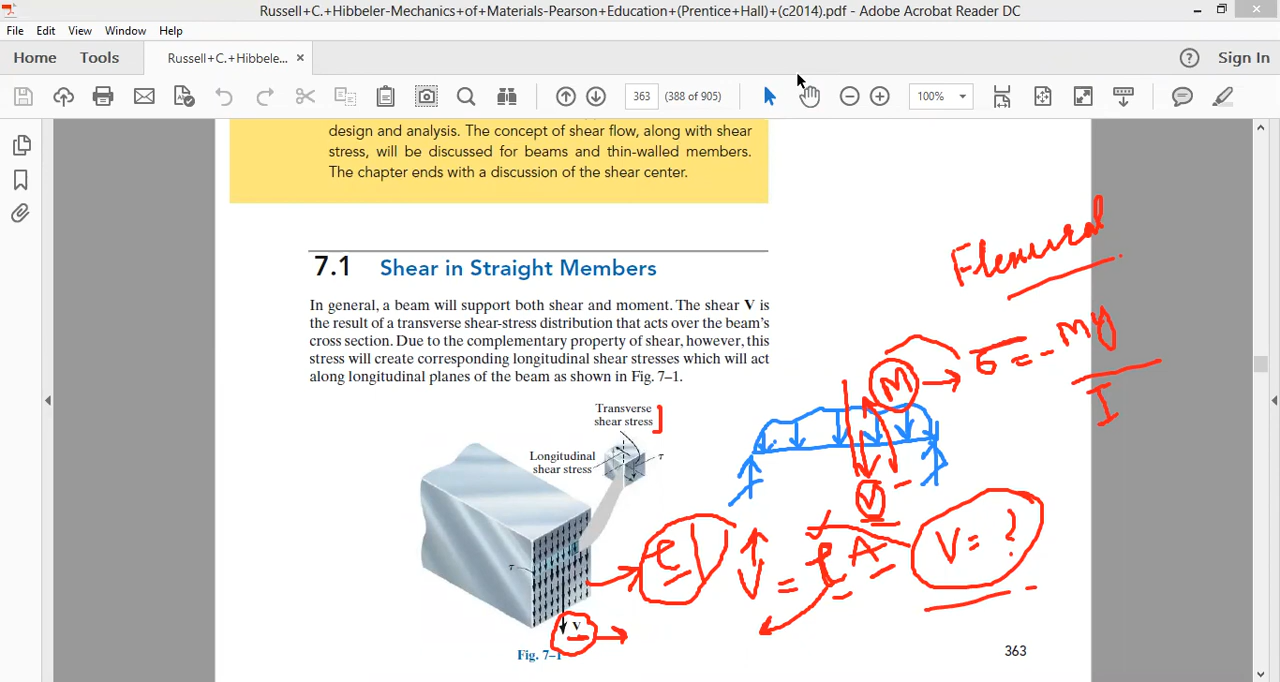 Russell+C.+Hibbeler-Mechanics+of+Materials-Pearson+Education+(Pretice+Hall)+(c2014).pdf - Adobe Acrobat Reader DC
File Edit View Window Help
Home Tools Russell+C.+Hibbele... × Sign In
363 (388 of 905) 100%
design and analysis. The concept of shear flow, along with shear
stress, will be discussed for beams and thin-walled members.
The chapter ends with a discussion of the shear center.
7.1 Shear in Straight Members
In general, a beam will support both shear and moment. The shear V is
the result of a transverse shear-stress distribution that acts over the beam's
cross section. Due to the complementary property of shear, however, this
stress will create corresponding longitudinal shear stresses which will act
along longitudinal planes of the beam as shown in Fig. 7–1.
Flexural
M
σ = - My
I
Transverse
shear stress
Longitudinal
shear stress
τ
V
τ
V = τ A
V = ?
τ
V
Fig. 7–1
363